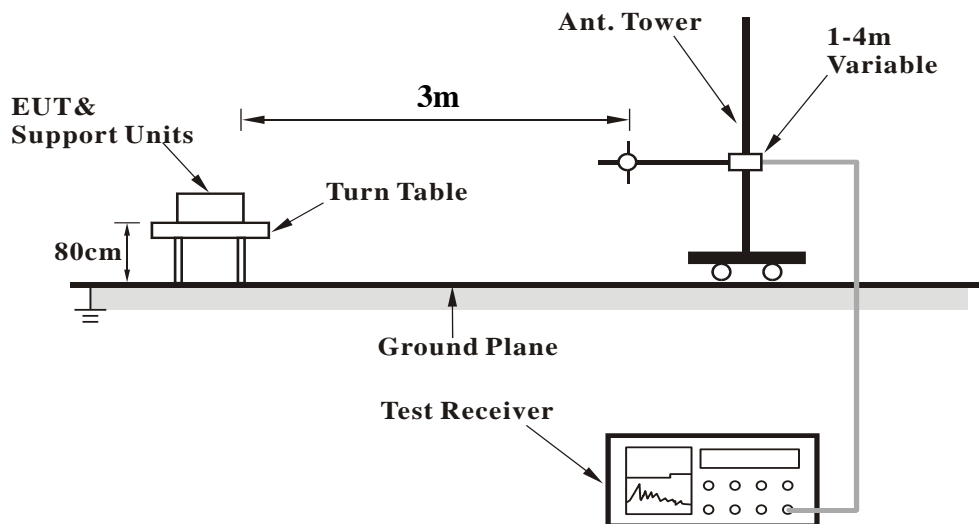 Ant. Tower
1-4m
Variable
3m
EUT&
Support Units
Turn Table
80cm
Ground Plane
Test Receiver